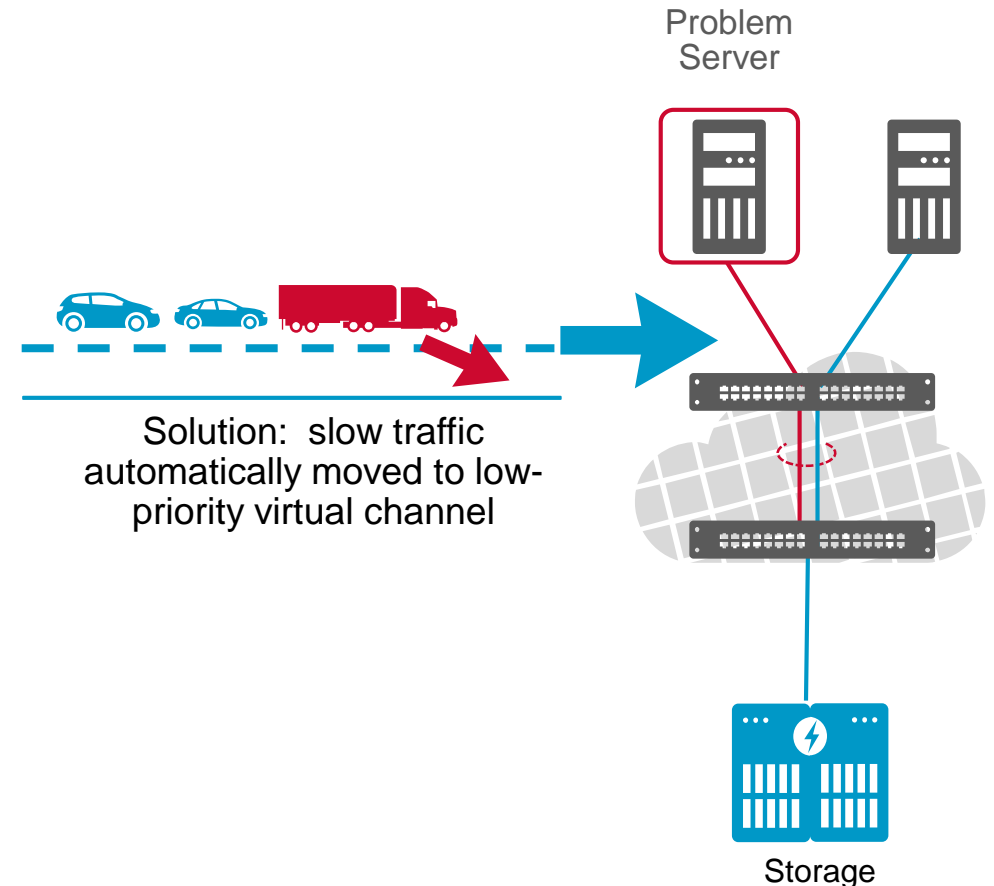 Problem
Server
Solution:  slow traffic
automatically moved to low-
priority virtual channel
Storage